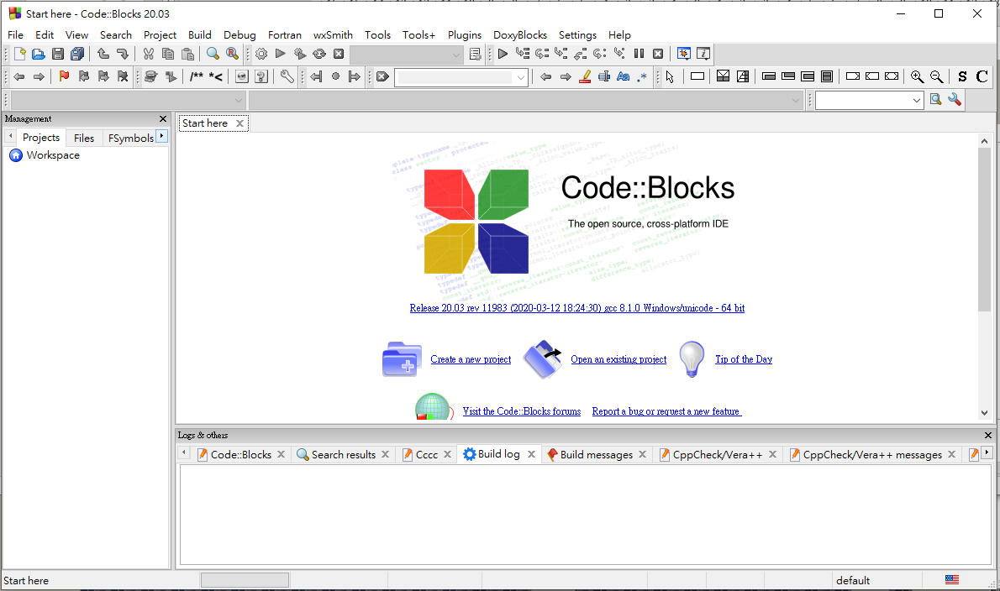 Start here - Code::Blocks 20.03
File Edit View Search Project Build Debug Fortran wxSmith Tools Tools+ Plugins DoxyBlocks Settings Help
/** *<
Aa .*
S C
Management
Projects Files FSymbols
Workspace
Start here
Code::Blocks
The open source, cross-platform IDE
Release 20.03 rev 11983 (2020-03-12 18:24:30) gcc 8.1.0 Windows/unicode - 64 bit
Create a new project Open an existing project Tip of the Day
Visit the Code::Blocks forums Report a bug or request a new feature
Logs & others
Code::Blocks Search results Cccc Build log Build messages CppCheck/Vera++ CppCheck/Vera++ messages
Start here default